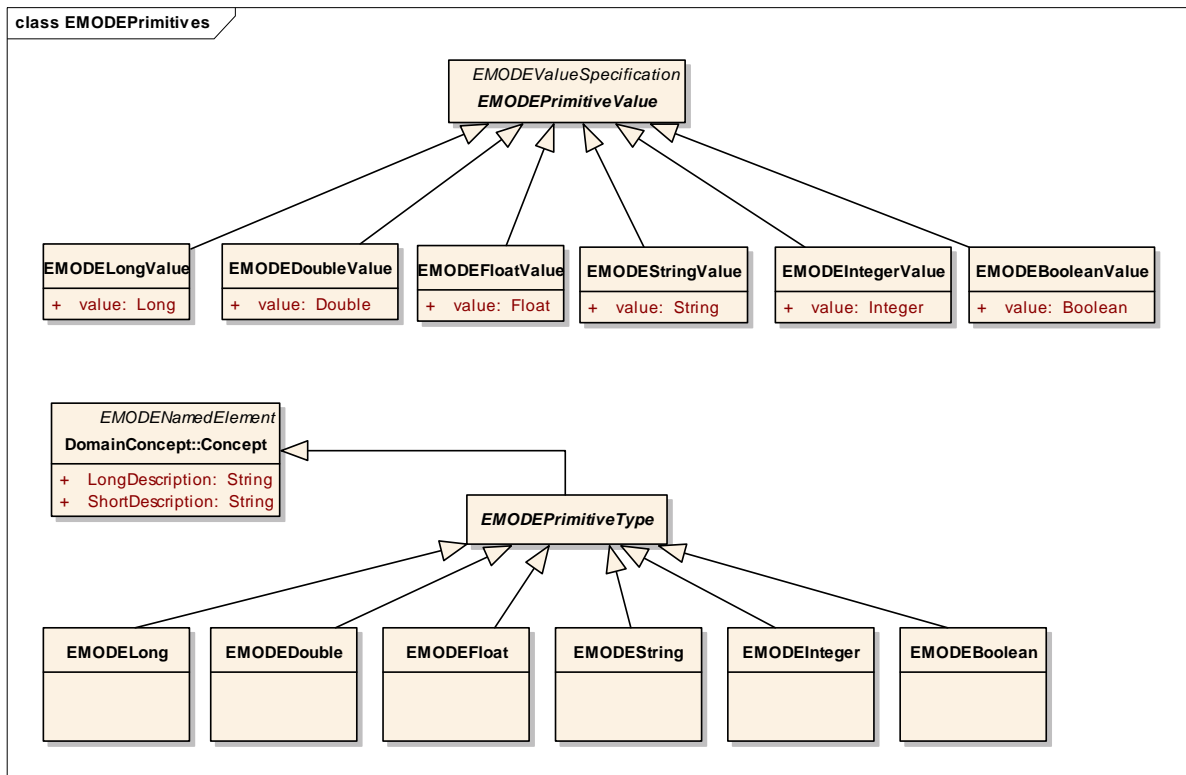 class EMODEPrimitives
EMODEValueSpecification
EMODEPrimitiveValue
EMODELongValue
+ value: Long
EMODEDoubleValue
+ value: Double
EMODEFloatValue
+ value: Float
EMODEStringValue
+ value: String
EMODEIntegerValue
+ value: Integer
EMODEBooleanValue
+ value: Boolean
EMODENamedElement
DomainConcept::Concept
+ LongDescription: String
+ ShortDescription: String
EMODEPrimitiveType
EMODELong
EMODEDouble
EMODEFloat
EMODEString
EMODEInteger
EMODEBoolean